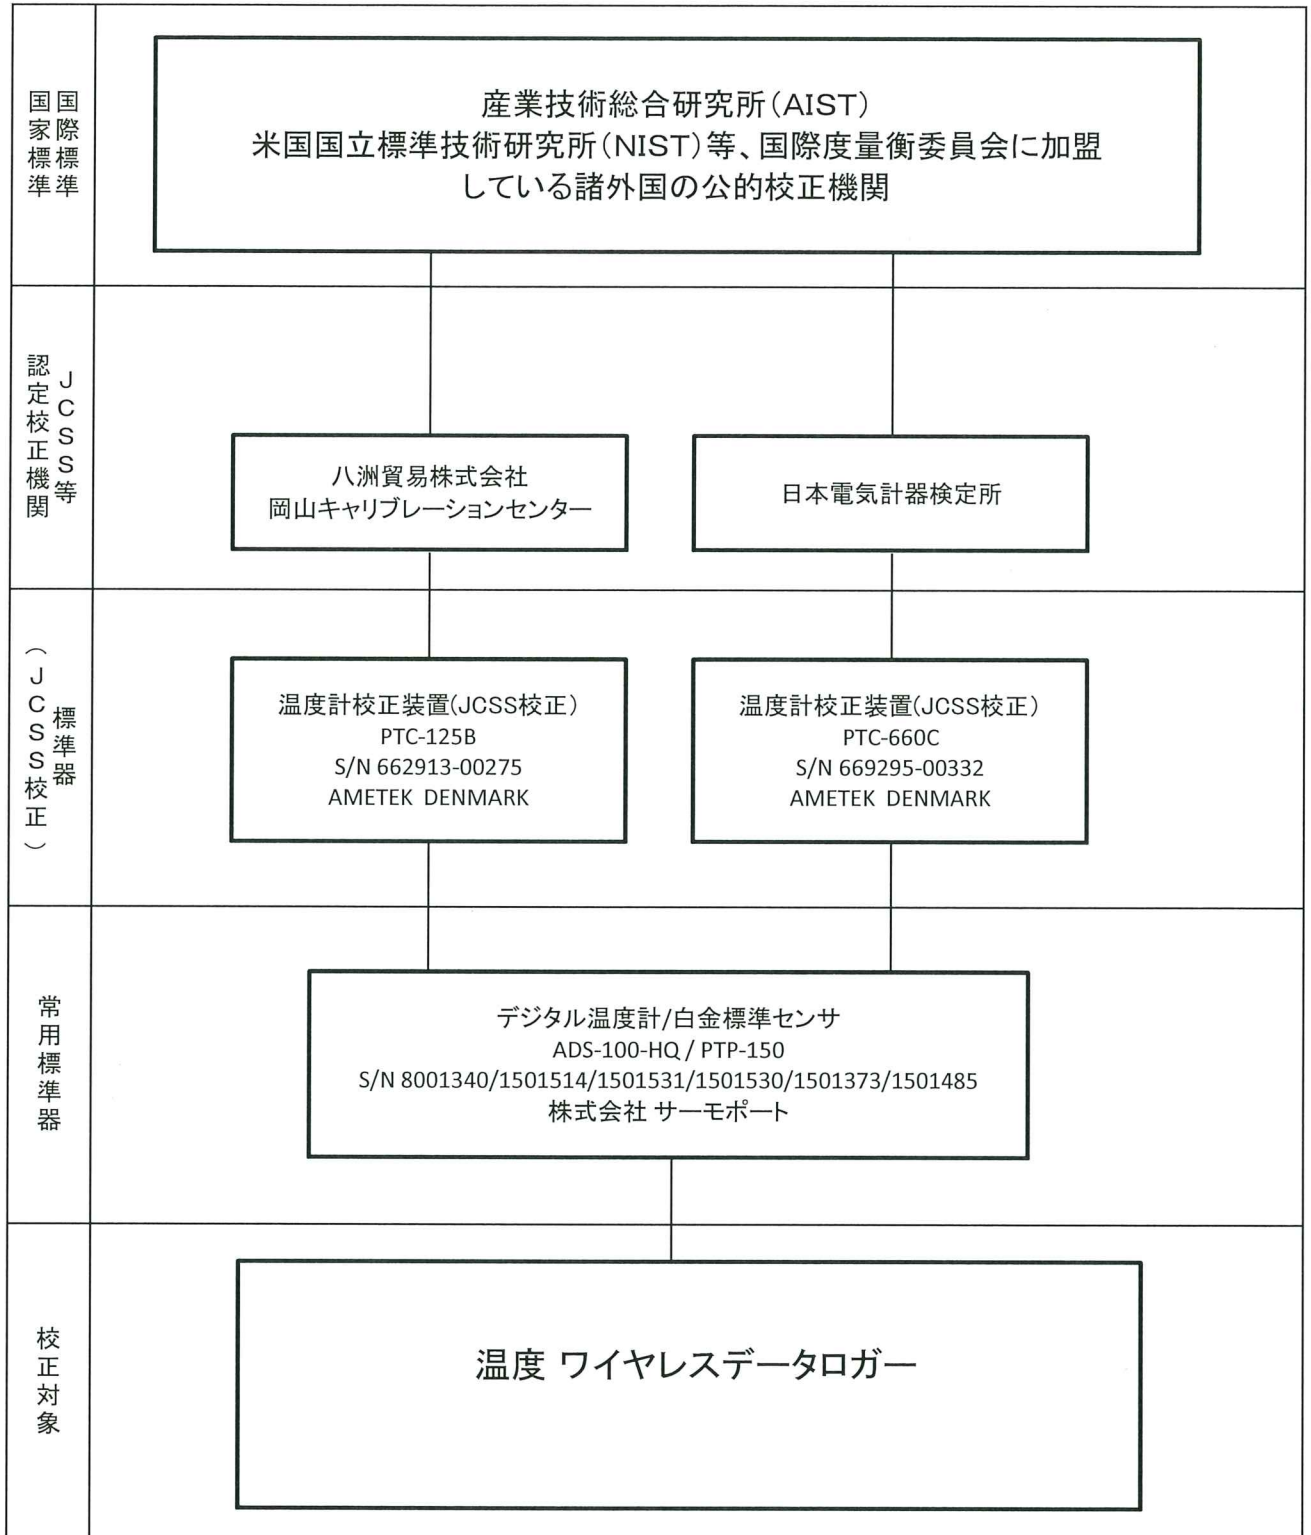 国際標準
国家標準
産業技術総合研究所(AIST)
米国国立標準技術研究所(NIST)等、国際度量衡委員会に加盟
している諸外国の公的校正機関
JCSS等
認定校正機関
八洲貿易株式会社
岡山キャリブレーションセンター
日本電気計器検定所
標準器
(JCSS校正)
温度計校正装置(JCSS校正)
PTC-125B
S/N 662913-00275
AMETEK DENMARK
温度計校正装置(JCSS校正)
PTC-660C
S/N 669295-00332
AMETEK DENMARK
常用標準器
デジタル温度計/白金標準センサ
ADS-100-HQ / PTP-150
S/N 8001340/1501514/1501531/1501530/1501373/1501485
株式会社 サーモポート
校正対象
温度 ワイヤレスデータロガー